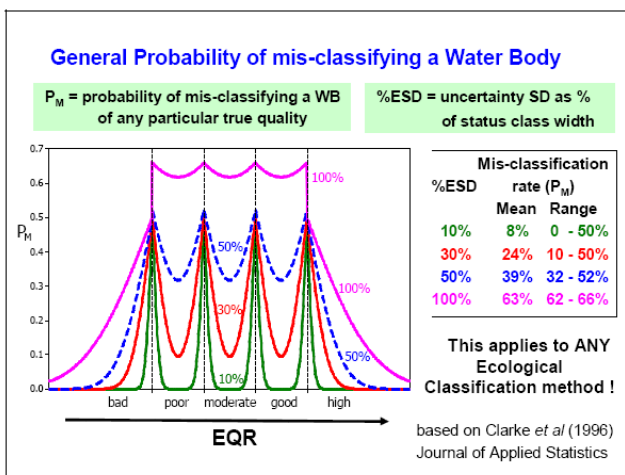 General Probability of mis-classifying a Water Body
P_M = probability of mis-classifying a WB
of any particular true quality
%ESD = uncertainty SD as %
of status class width
0.7
0.6
0.5
0.4
0.3
0.2
0.1
0.0
P_M
100%
50%
100%
30%
50%
10%
bad
poor
moderate
good
high
EQR
Mis-classification
%ESD rate (P_M)
Mean Range
10% 8% 0 - 50%
30% 24% 10 - 50%
50% 39% 32 - 52%
100% 63% 62 - 66%
This applies to ANY
Ecological
Classification method !
based on Clarke et al (1996)
Journal of Applied Statistics